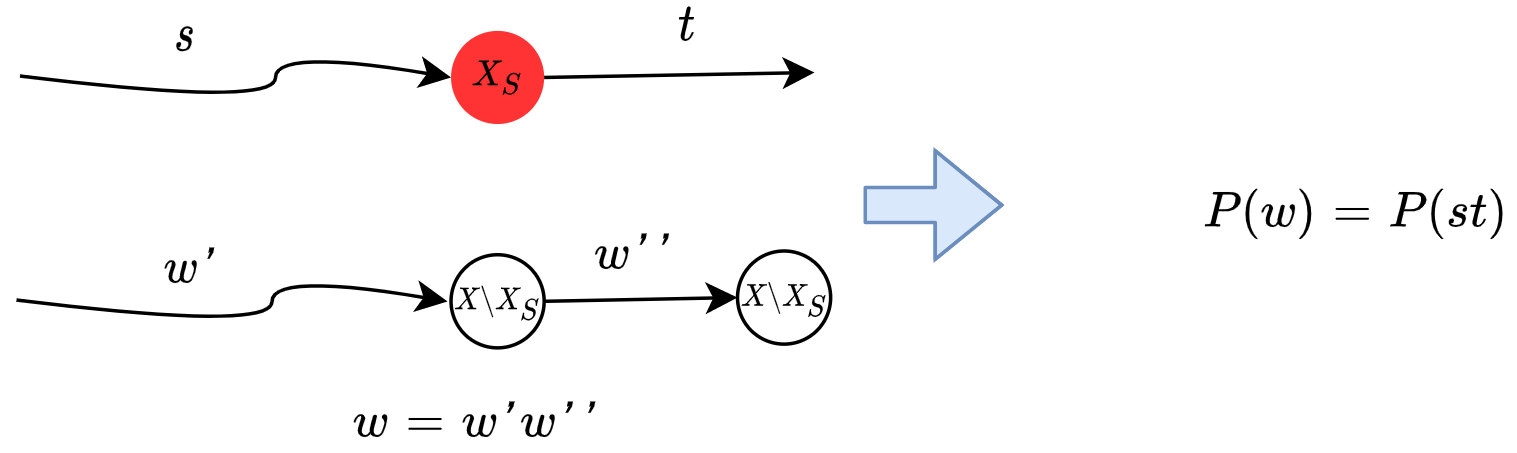 s
t
X_S
P(w) = P(st)
w'
w''
X\X_S
X\X_S
w = w'w''